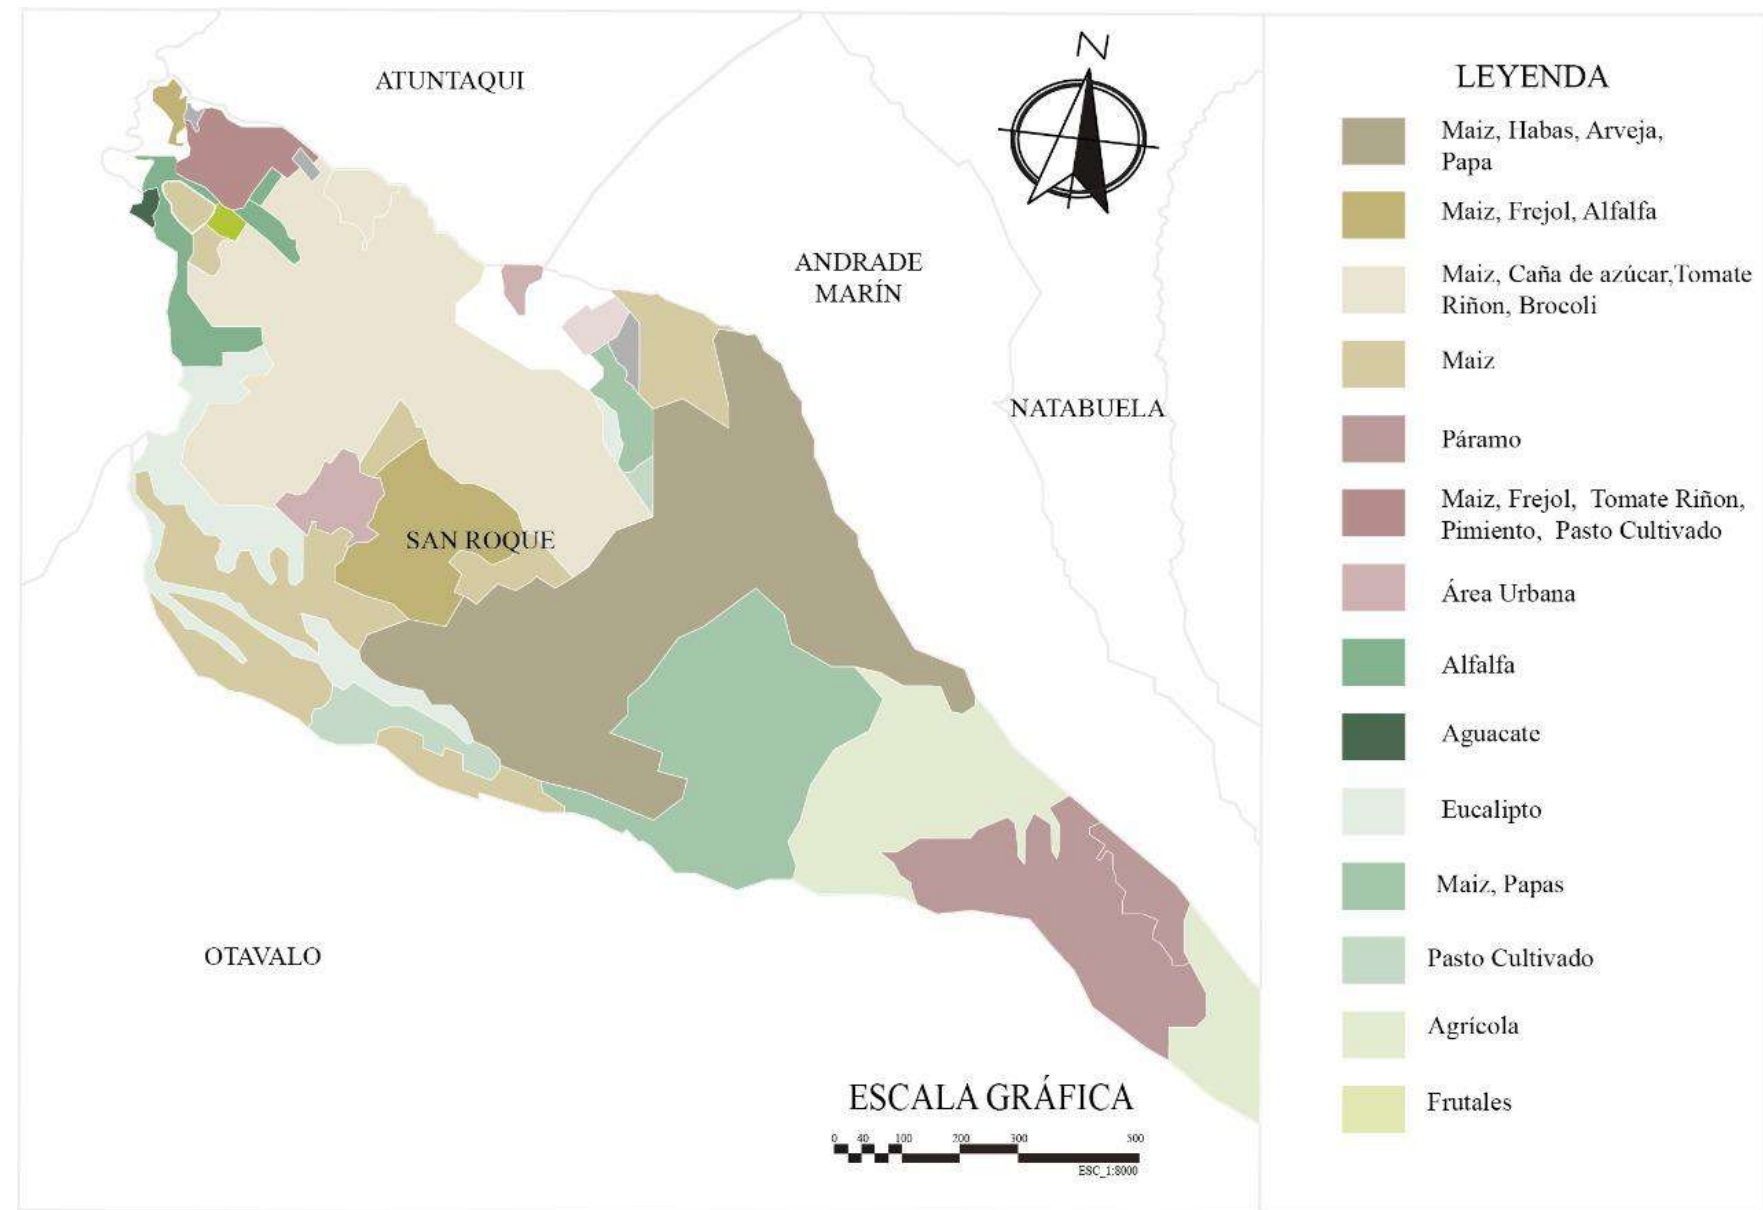 ATUNTAQUI
N
ANDRADE
MARÍN
NATABUELA
SAN ROQUE
OTAVALO
ESCALA GRÁFICA
0 40 100 200 300 500
ESC_1:8000
LEYENDA
Maiz, Habas, Arveja,
Papa
Maiz, Frejol, Alfalfa
Maiz, Caña de azúcar,Tomate
Riñon, Brocoli
Maiz
Páramo
Maiz, Frejol, Tomate Riñon,
Pimiento, Pasto Cultivado
Área Urbana
Alfalfa
Aguacate
Eucalipto
Maiz, Papas
Pasto Cultivado
Agrícola
Frutales